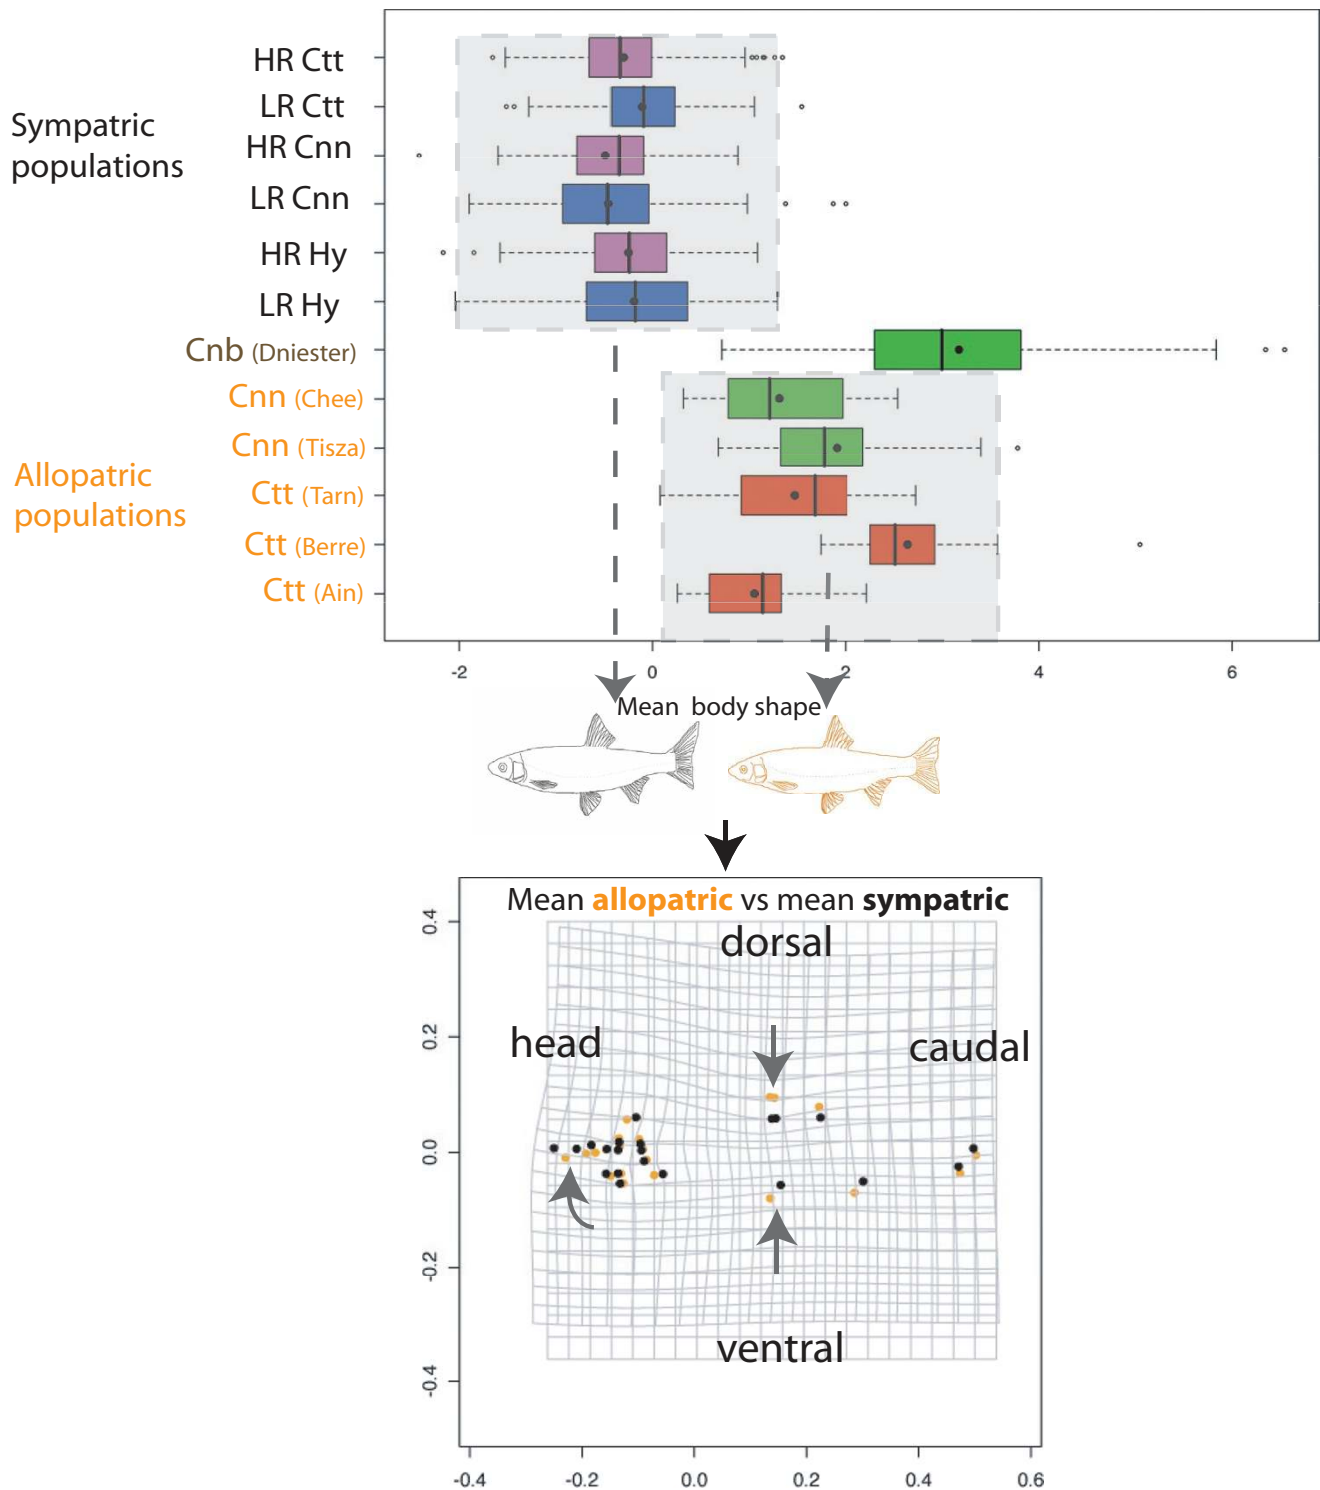 HR Ctt
LR Ctt
Sympatric
populations
HR Cnn
LR Cnn
HR Hy
LR Hy
Cnb (Dniester)
Cnn (Chee)
Cnn (Tisza)
Allopatric
populations
Ctt (Tarn)
Ctt (Berre)
Ctt (Ain)
-2 0 2 4 6
Mean body shape
Mean allopatric vs mean sympatric
dorsal
head
caudal
ventral
0.4
0.2
0.0
-0.2
-0.4
-0.4 -0.2 0.0 0.2 0.4 0.6